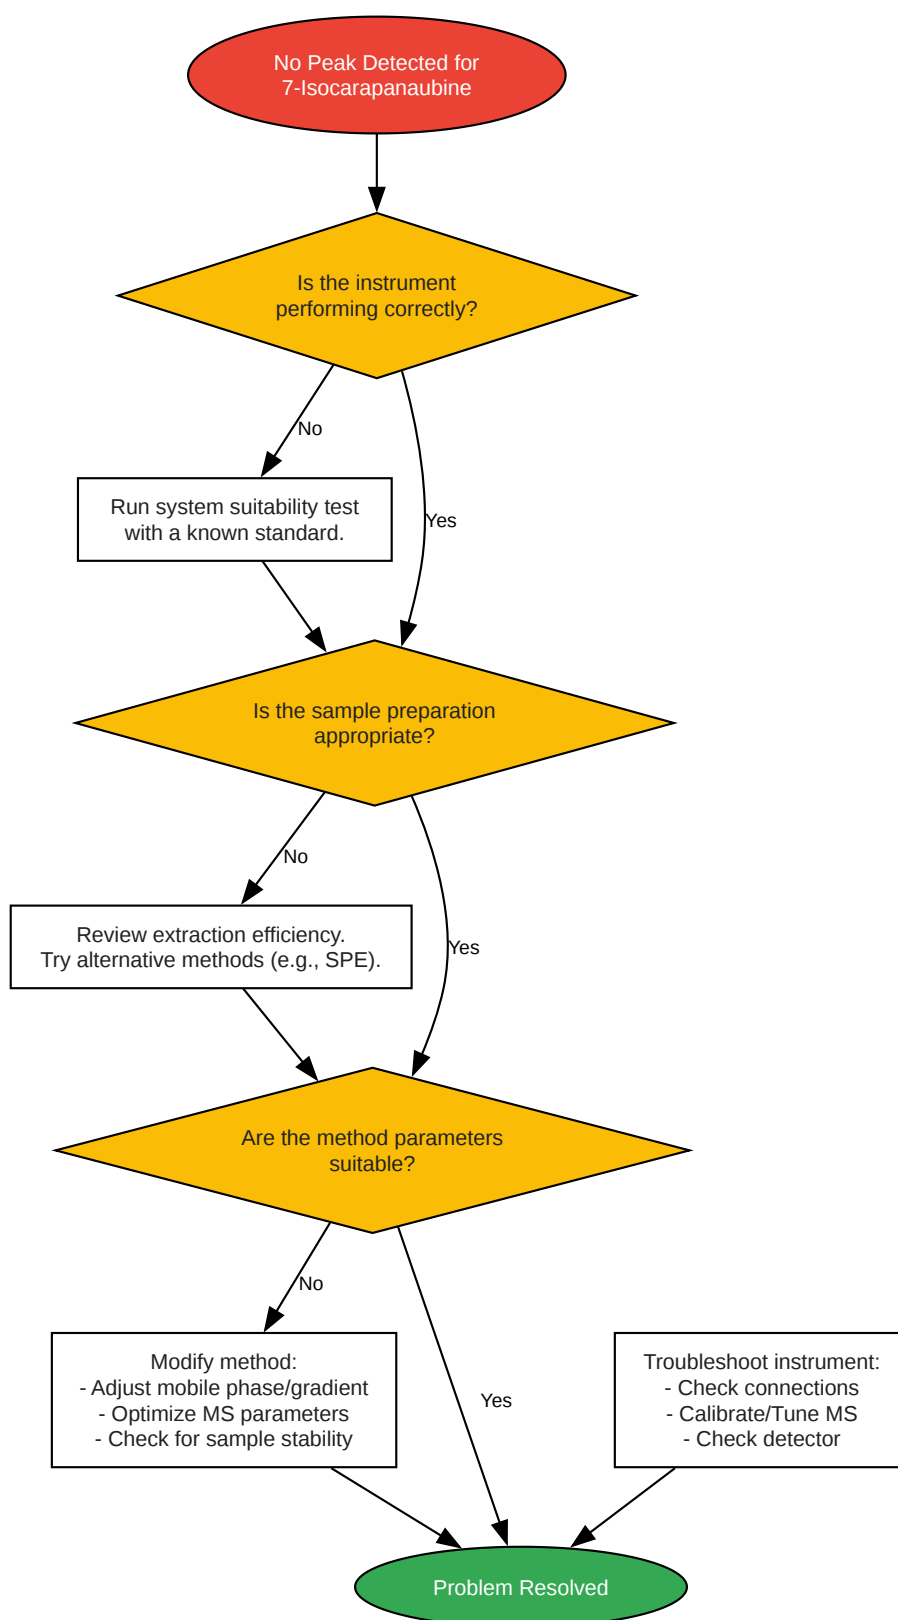 No Peak Detected for
7-Isocarapanaubine
Is the instrument
performing correctly?
No
Run system suitability test
with a known standard.
Yes
Is the sample preparation
appropriate?
No
Review extraction efficiency.
Try alternative methods (e.g., SPE).
Yes
Are the method parameters
suitable?
No
Modify method:
- Adjust mobile phase/gradient
- Optimize MS parameters
- Check for sample stability
Yes
Troubleshoot instrument:
- Check connections
- Calibrate/Tune MS
- Check detector
Problem Resolved